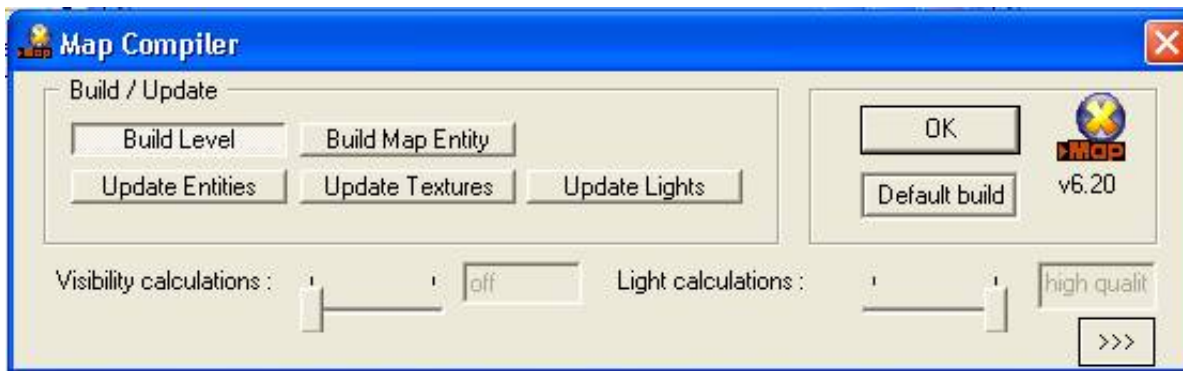 Map Compiler
Build / Update
Build Level
Build Map Entity
Update Entities
Update Textures
Update Lights
OK
Default build
Map
v6.20
Visibility calculations :
off
Light calculations :
high qualit
>>>